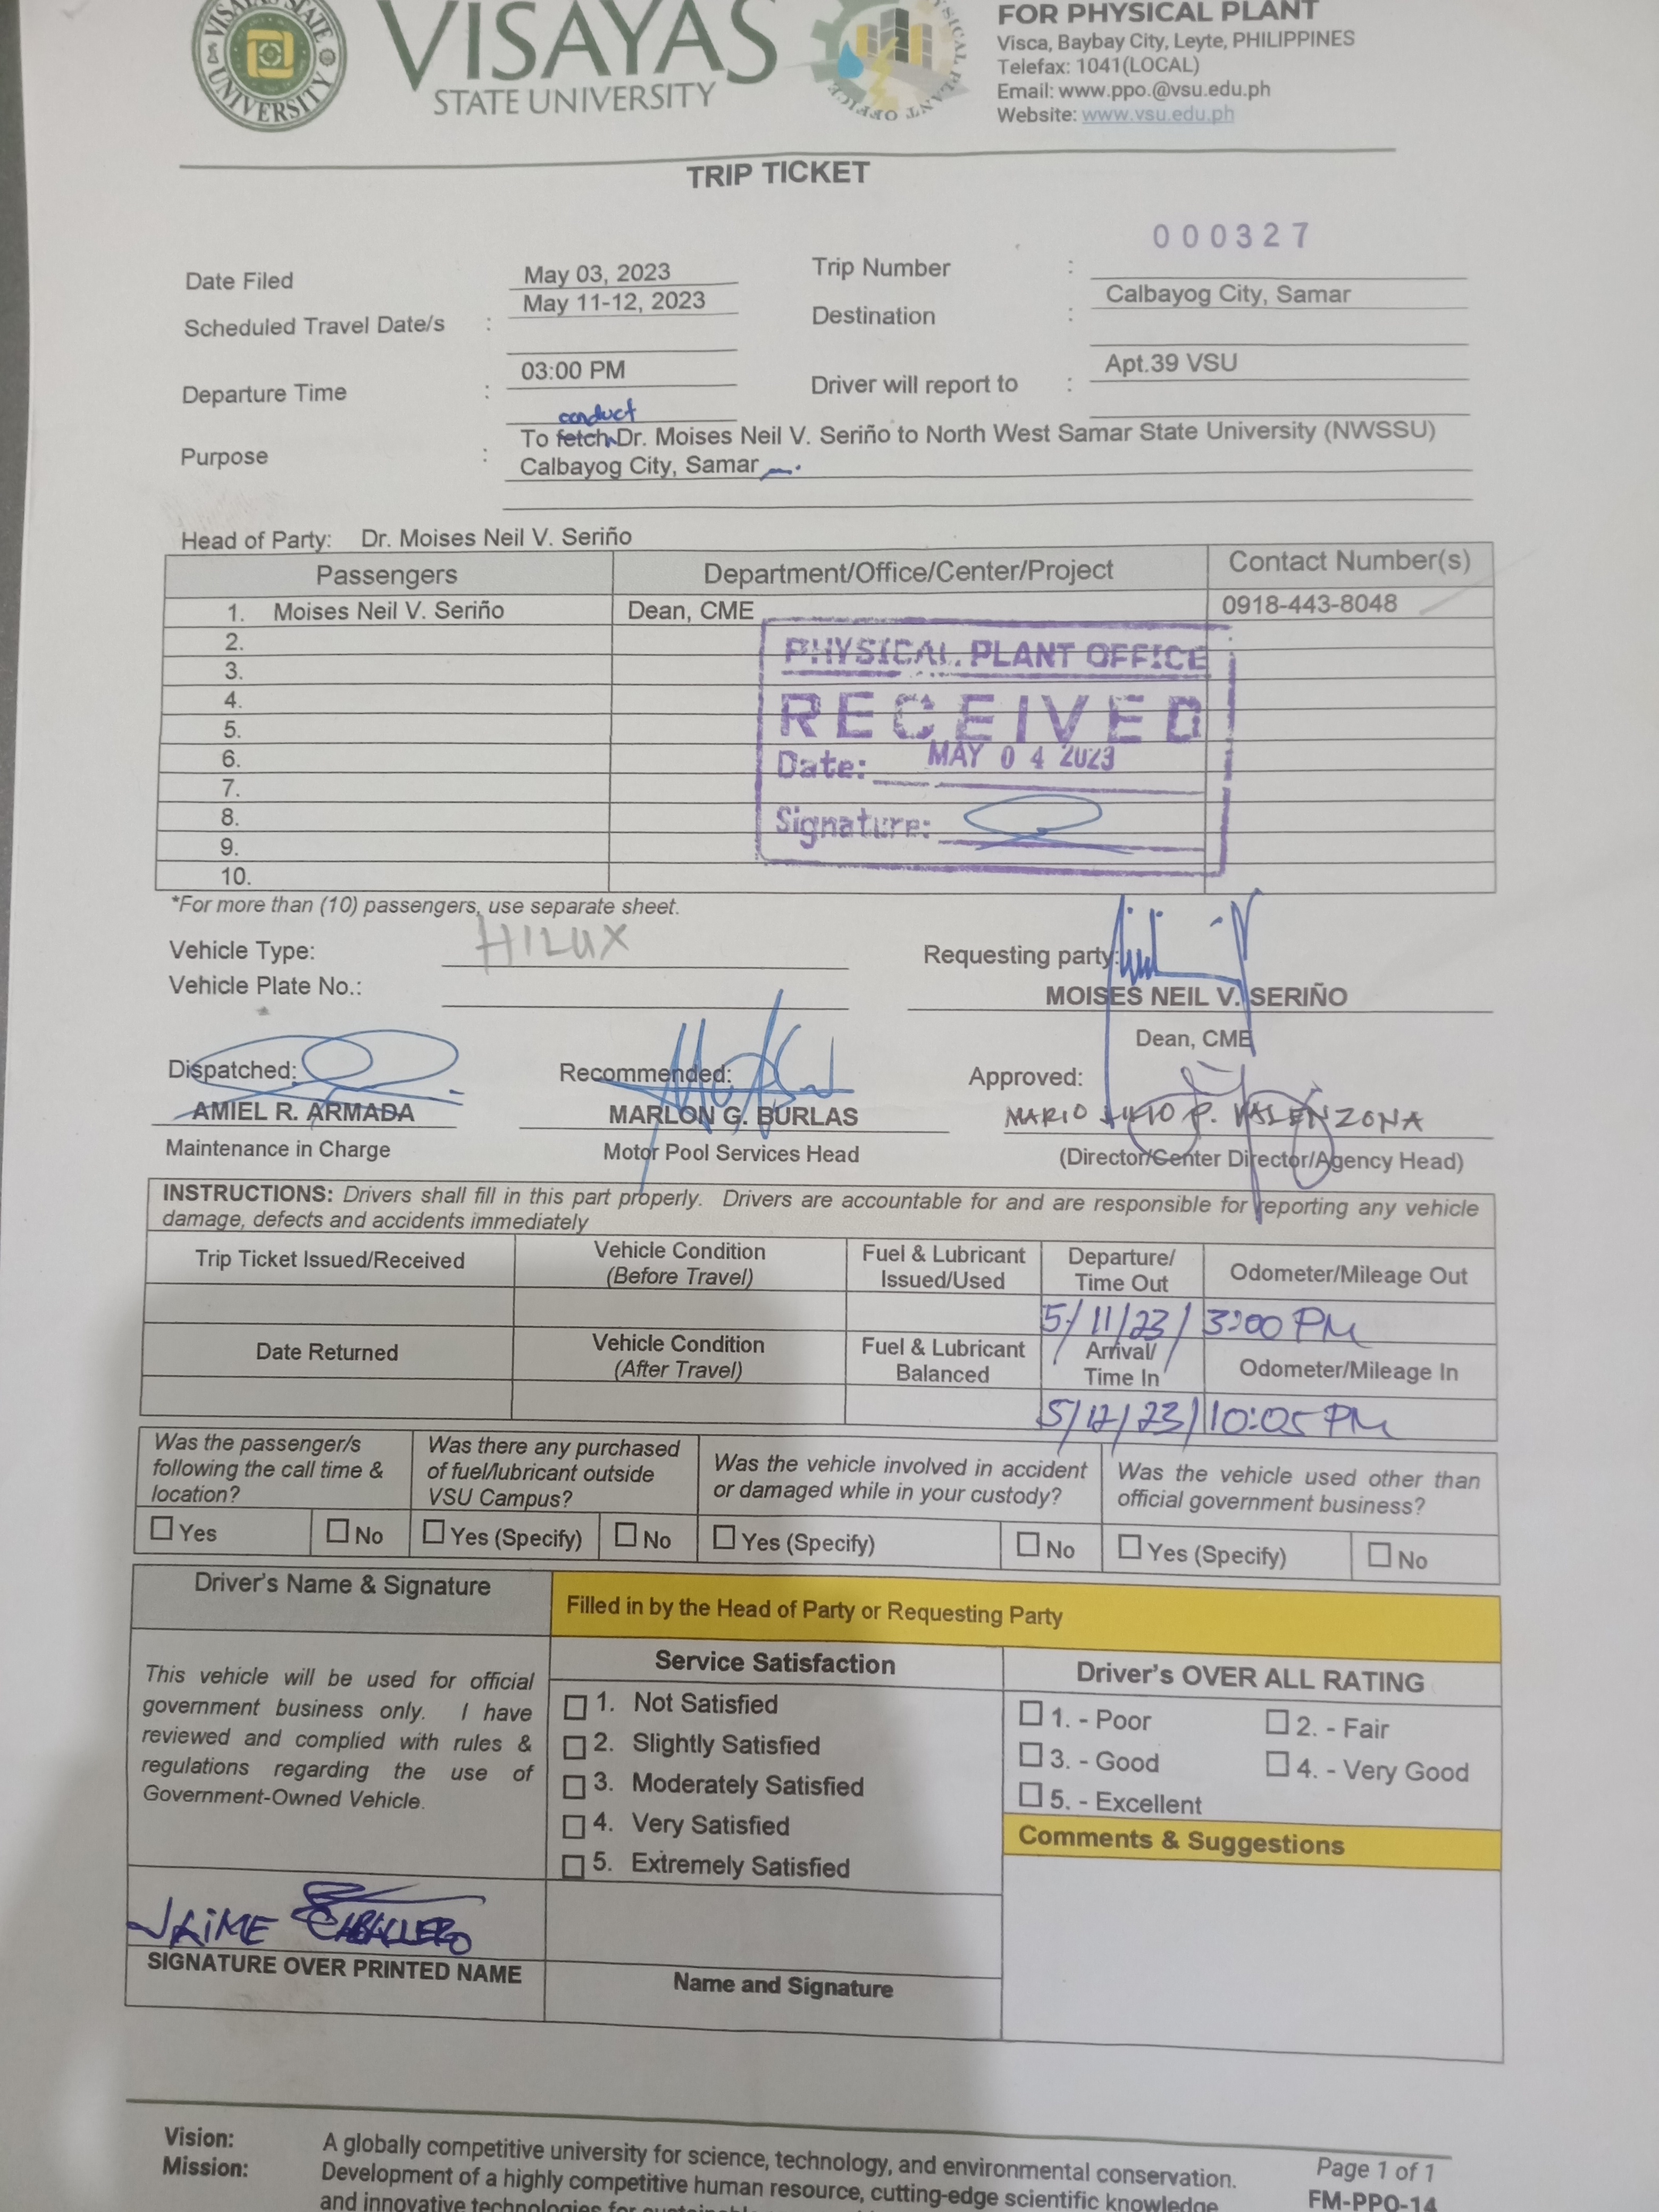 VISAYAS STATE UNIVERSITY
VISAYAS
STATE UNIVERSITY
PHYSICAL PLANT OFFICE
FOR PHYSICAL PLANT
Visca, Baybay City, Leyte, PHILIPPINES
Telefax: 1041(LOCAL)
Email: www.ppo.@vsu.edu.ph
Website: www.vsu.edu.ph
TRIP TICKET
000327
Date Filed May 03, 2023 Trip Number :
Scheduled Travel Date/s : May 11-12, 2023 Destination : Calbayog City, Samar
Departure Time : 03:00 PM Driver will report to : Apt.39 VSU
conduct
Purpose : To fetch Dr. Moises Neil V. Seriño to North West Samar State University (NWSSU)
Calbayog City, Samar
Head of Party: Dr. Moises Neil V. Seriño
Passengers Department/Office/Center/Project Contact Number(s)
1. Moises Neil V. Seriño Dean, CME 0918-443-8048
2.
3.
4.
5.
6.
7.
8.
9.
10.
PHYSICAL PLANT OFFICE
RECEIVED
Date: MAY 04 2023
Signature:
*For more than (10) passengers, use separate sheet.
Vehicle Type: HILUX Requesting party:
Vehicle Plate No.: MOISES NEIL V. SERIÑO
Dean, CME
Dispatched: Recommended: Approved:
AMIEL R. ARMADA MARLON G. BURLAS MARIO LILIO P. VALENZONA
Maintenance in Charge Motor Pool Services Head (Director/Center Director/Agency Head)
INSTRUCTIONS: Drivers shall fill in this part properly. Drivers are accountable for and are responsible for reporting any vehicle
damage, defects and accidents immediately
Trip Ticket Issued/Received Vehicle Condition (Before Travel) Fuel & Lubricant Issued/Used Departure/ Time Out Odometer/Mileage Out
5/11/23/ 3:00 PM
Date Returned Vehicle Condition (After Travel) Fuel & Lubricant Balanced Arrival/ Time In Odometer/Mileage In
5/12/23/ 10:05 PM
Was the passenger/s following the call time & location? Was there any purchased of fuel/lubricant outside VSU Campus? Was the vehicle involved in accident or damaged while in your custody? Was the vehicle used other than official government business?
Yes No Yes (Specify) No Yes (Specify) No Yes (Specify) No
Driver's Name & Signature Filled in by the Head of Party or Requesting Party
This vehicle will be used for official
government business only. I have
reviewed and complied with rules &
regulations regarding the use of
Government-Owned Vehicle.
Service Satisfaction
1. Not Satisfied
2. Slightly Satisfied
3. Moderately Satisfied
4. Very Satisfied
5. Extremely Satisfied
Driver's OVER ALL RATING
1. - Poor 2. - Fair
3. - Good 4. - Very Good
5. - Excellent
Comments & Suggestions
JAIME CABALLERO
SIGNATURE OVER PRINTED NAME Name and Signature
Vision: A globally competitive university for science, technology, and environmental conservation.
Mission: Development of a highly competitive human resource, cutting-edge scientific knowledge
and innovative technologies for
Page 1 of 1
FM-PPO-14